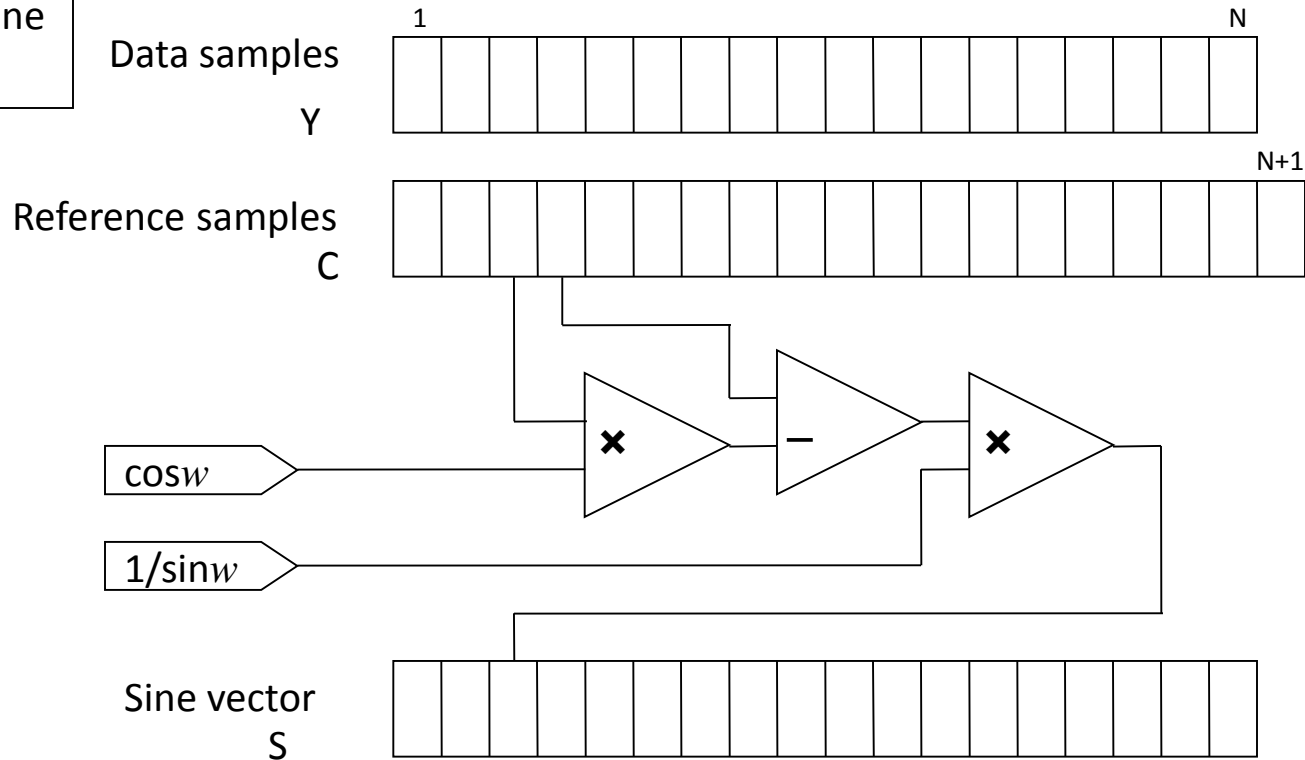 ne
1
N
Data samples
Y
N+1
Reference samples
C
×
−
×
cosw
1/sinw
Sine vector
S